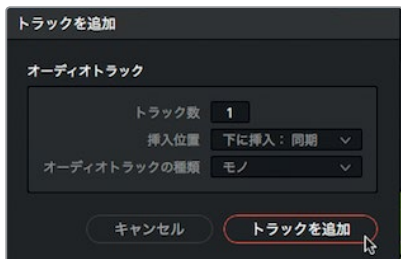 トラックを追加
オーディオトラック
トラック数 1
挿入位置 下に挿入：同期
オーディオトラックの種類 モノ
キャンセル トラックを追加